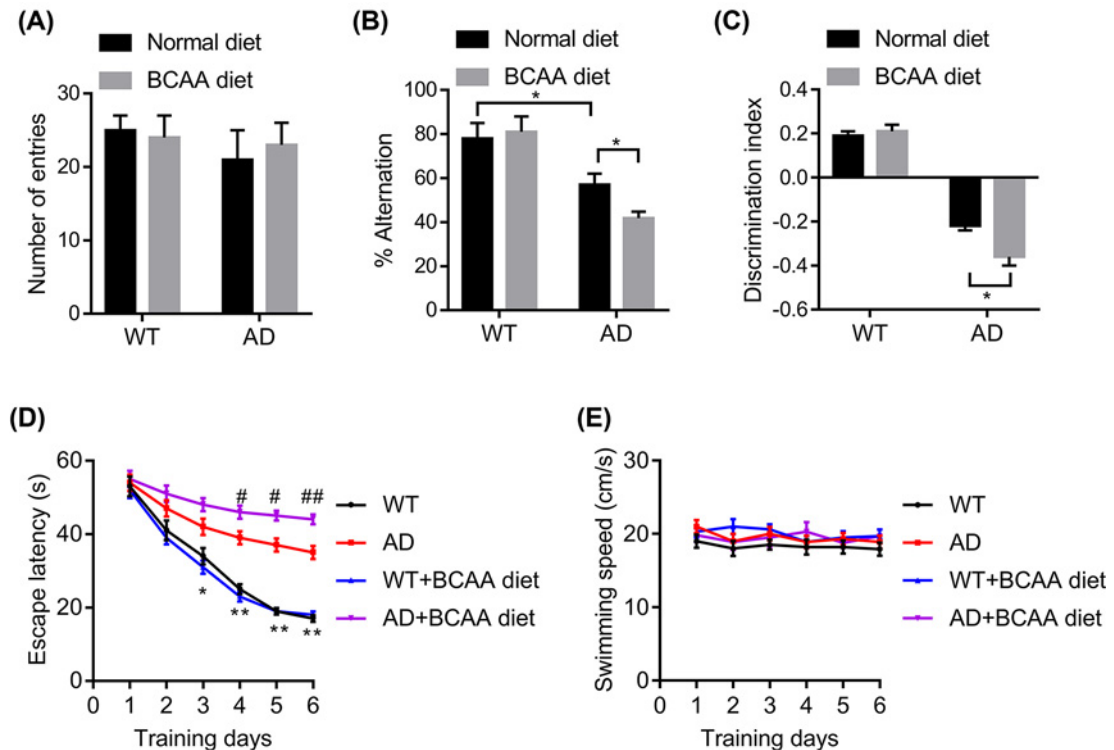 (A)
Normal diet
BCAA diet
Number of entries
30
20
10
0
WT AD
(B)
Normal diet
BCAA diet
% Alternation
100
80
60
40
20
0
*
*
WT AD
(C)
Normal diet
BCAA diet
Discrimination index
0.4
0.2
0.0
-0.2
-0.4
-0.6
*
WT AD
(D)
Escape latency (s)
60
40
20
0
# # ##
* ** ** **
0 1 2 3 4 5 6
Training days
WT
AD
WT+BCAA diet
AD+BCAA diet
(E)
Swimming speed (cm/s)
30
20
10
0
0 1 2 3 4 5 6
Training days
WT
AD
WT+BCAA diet
AD+BCAA diet